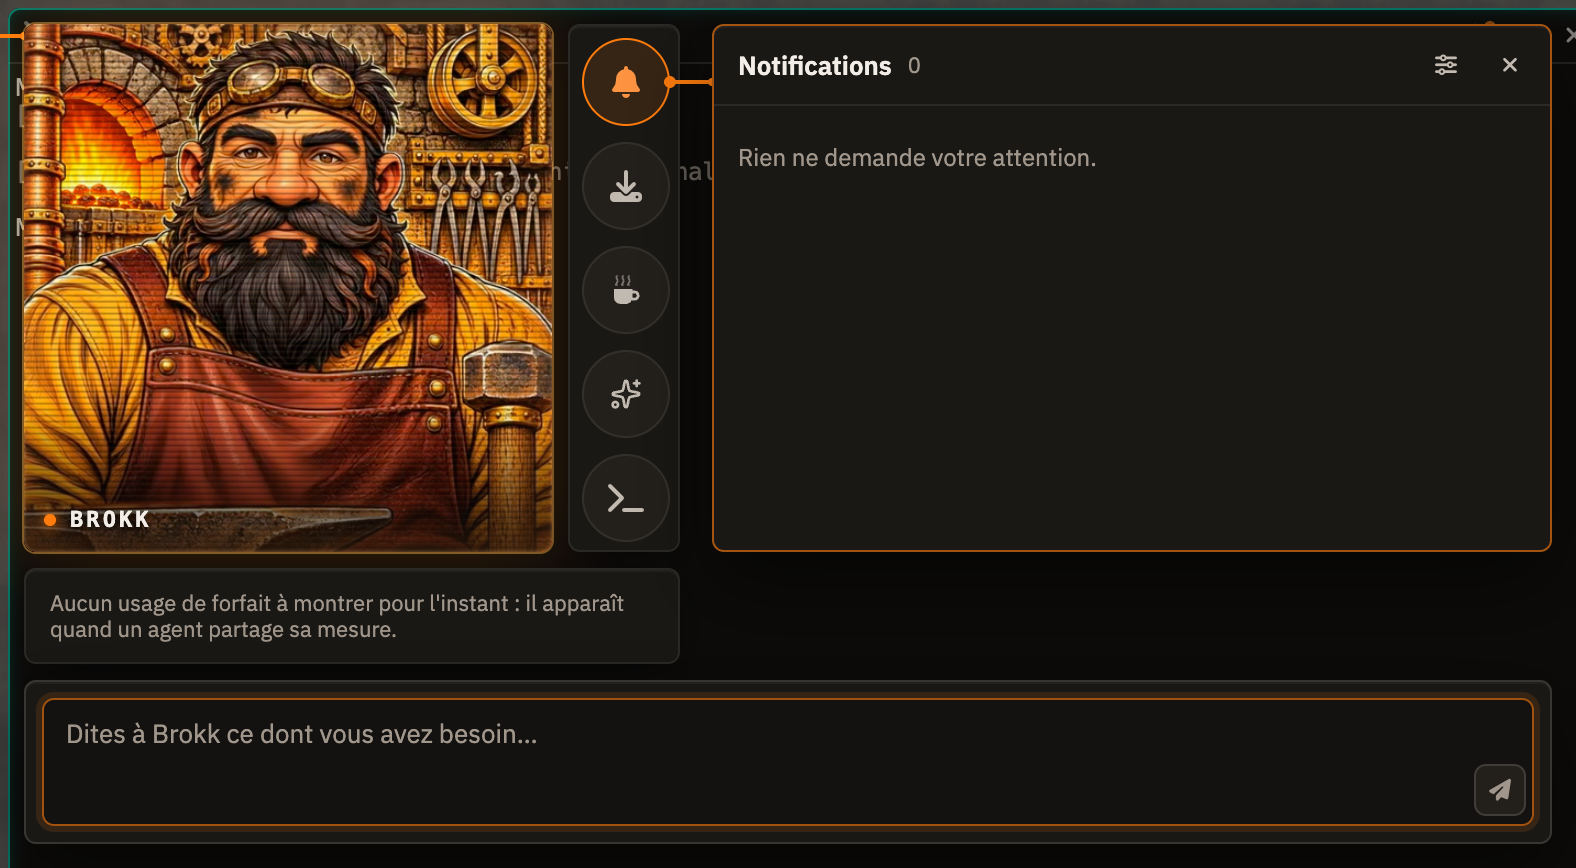 Notifications 0
Rien ne demande votre attention.
BROKK
Aucun usage de forfait à montrer pour l'instant : il apparaît
quand un agent partage sa mesure.
Dites à Brokk ce dont vous avez besoin...